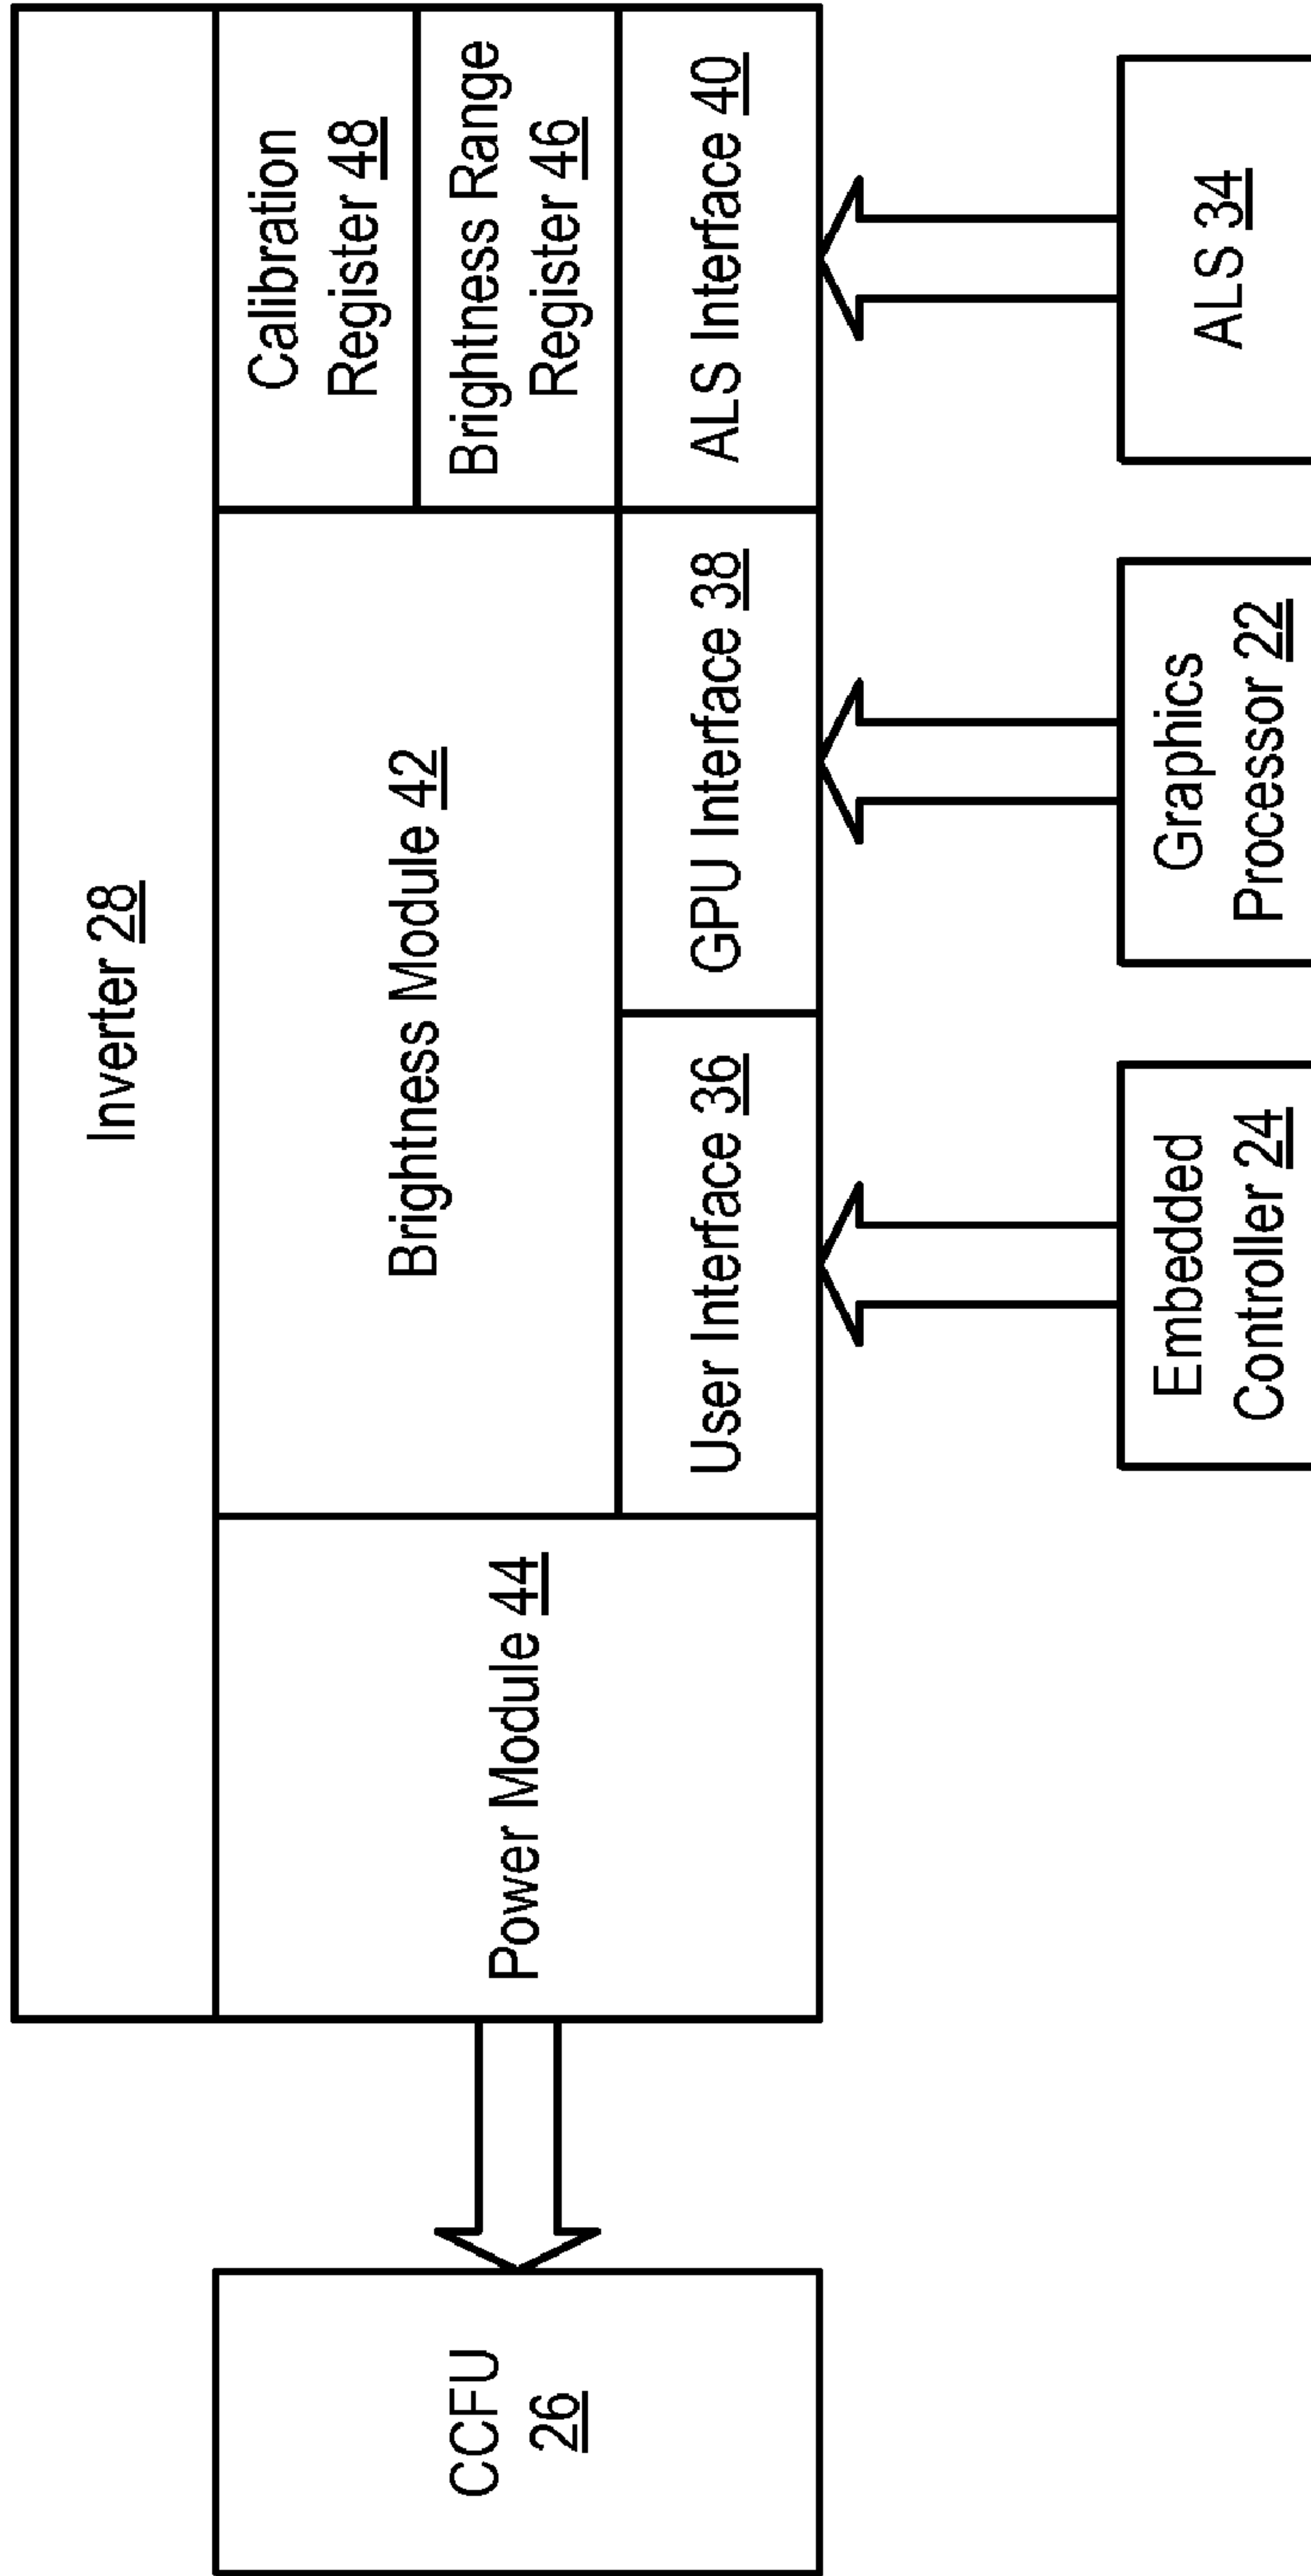 Inverter 28
CCFU
26
Power Module 44
Brightness Module 42
Calibration
Register 48
Brightness Range
Register 46
User Interface 36
GPU Interface 38
ALS Interface 40
Embedded
Controller 24
Graphics
Processor 22
ALS 34